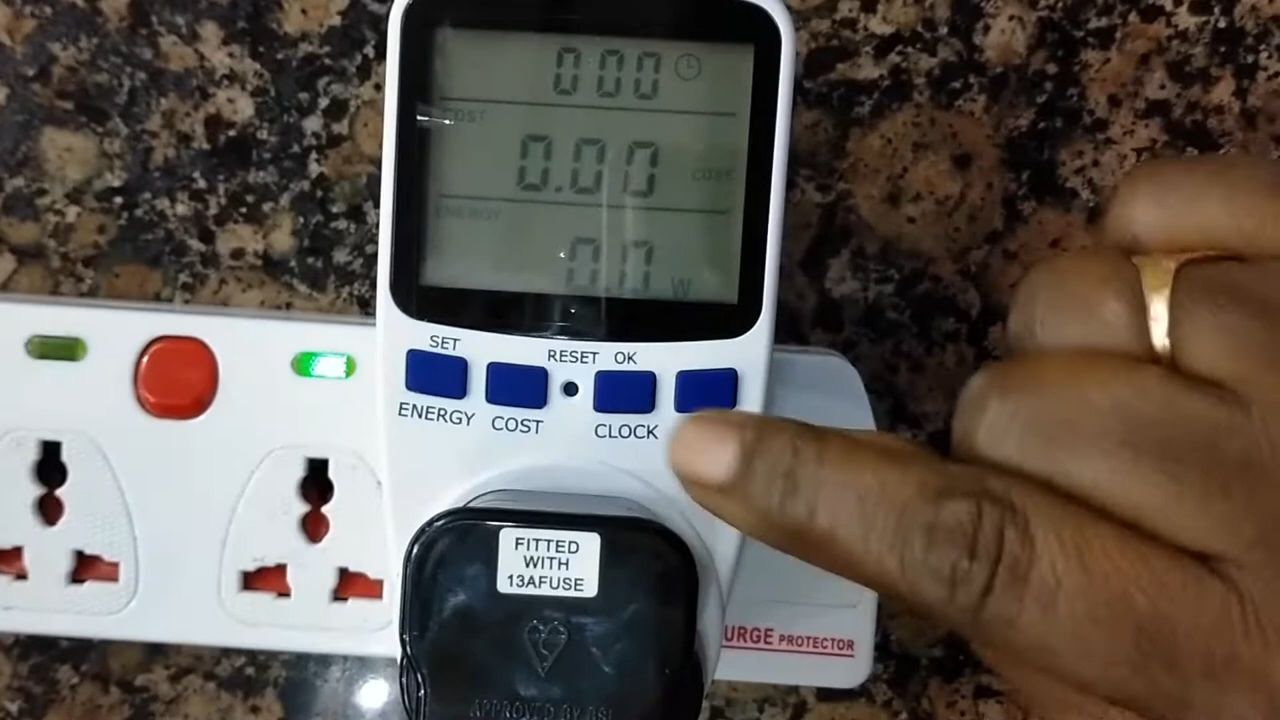 0:00
COST
0.00
COST
ENERGY
0.0 W
SET
RESET OK
ENERGY COST CLOCK
FITTED
WITH
13AFUSE
URGE PROTECTOR
APPROVED BY BSI